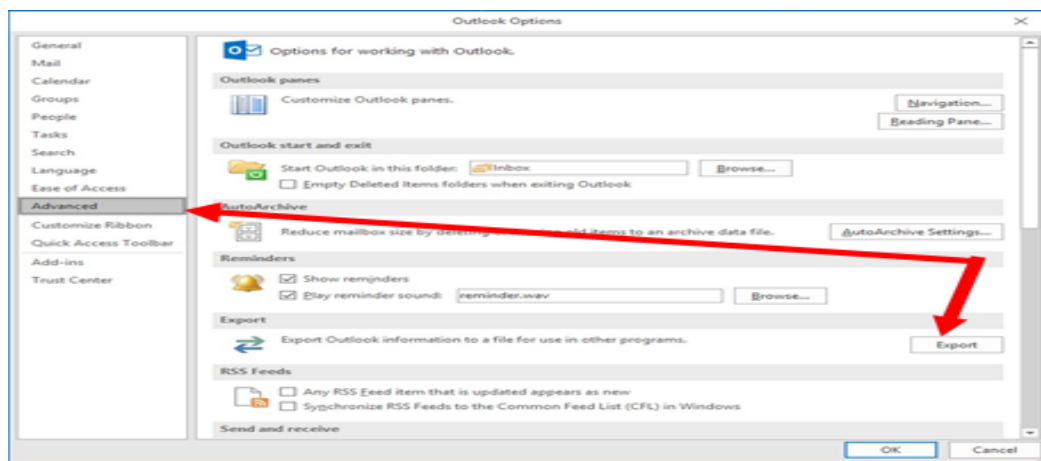 Outlook Options
General
Mail
Calendar
Groups
People
Tasks
Search
Language
Ease of Access
Advanced
Customize Ribbon
Quick Access Toolbar
Add-ins
Trust Center
Options for working with Outlook.
Outlook panes
Customize Outlook panes.
Navigation...
Reading Pane...
Outlook start and exit
Start Outlook in this folder: Inbox Browse...
Empty Deleted Items folders when exiting Outlook
AutoArchive
Reduce mailbox size by deleting old items to an archive data file. AutoArchive Settings...
Reminders
Show reminders
Play reminder sound: reminder.wav Browse...
Export
Export Outlook information to a file for use in other programs. Export
RSS Feeds
Any RSS Feed item that is updated appears as new
Synchronize RSS Feeds to the Common Feed List (CFL) in Windows
Send and receive
OK Cancel